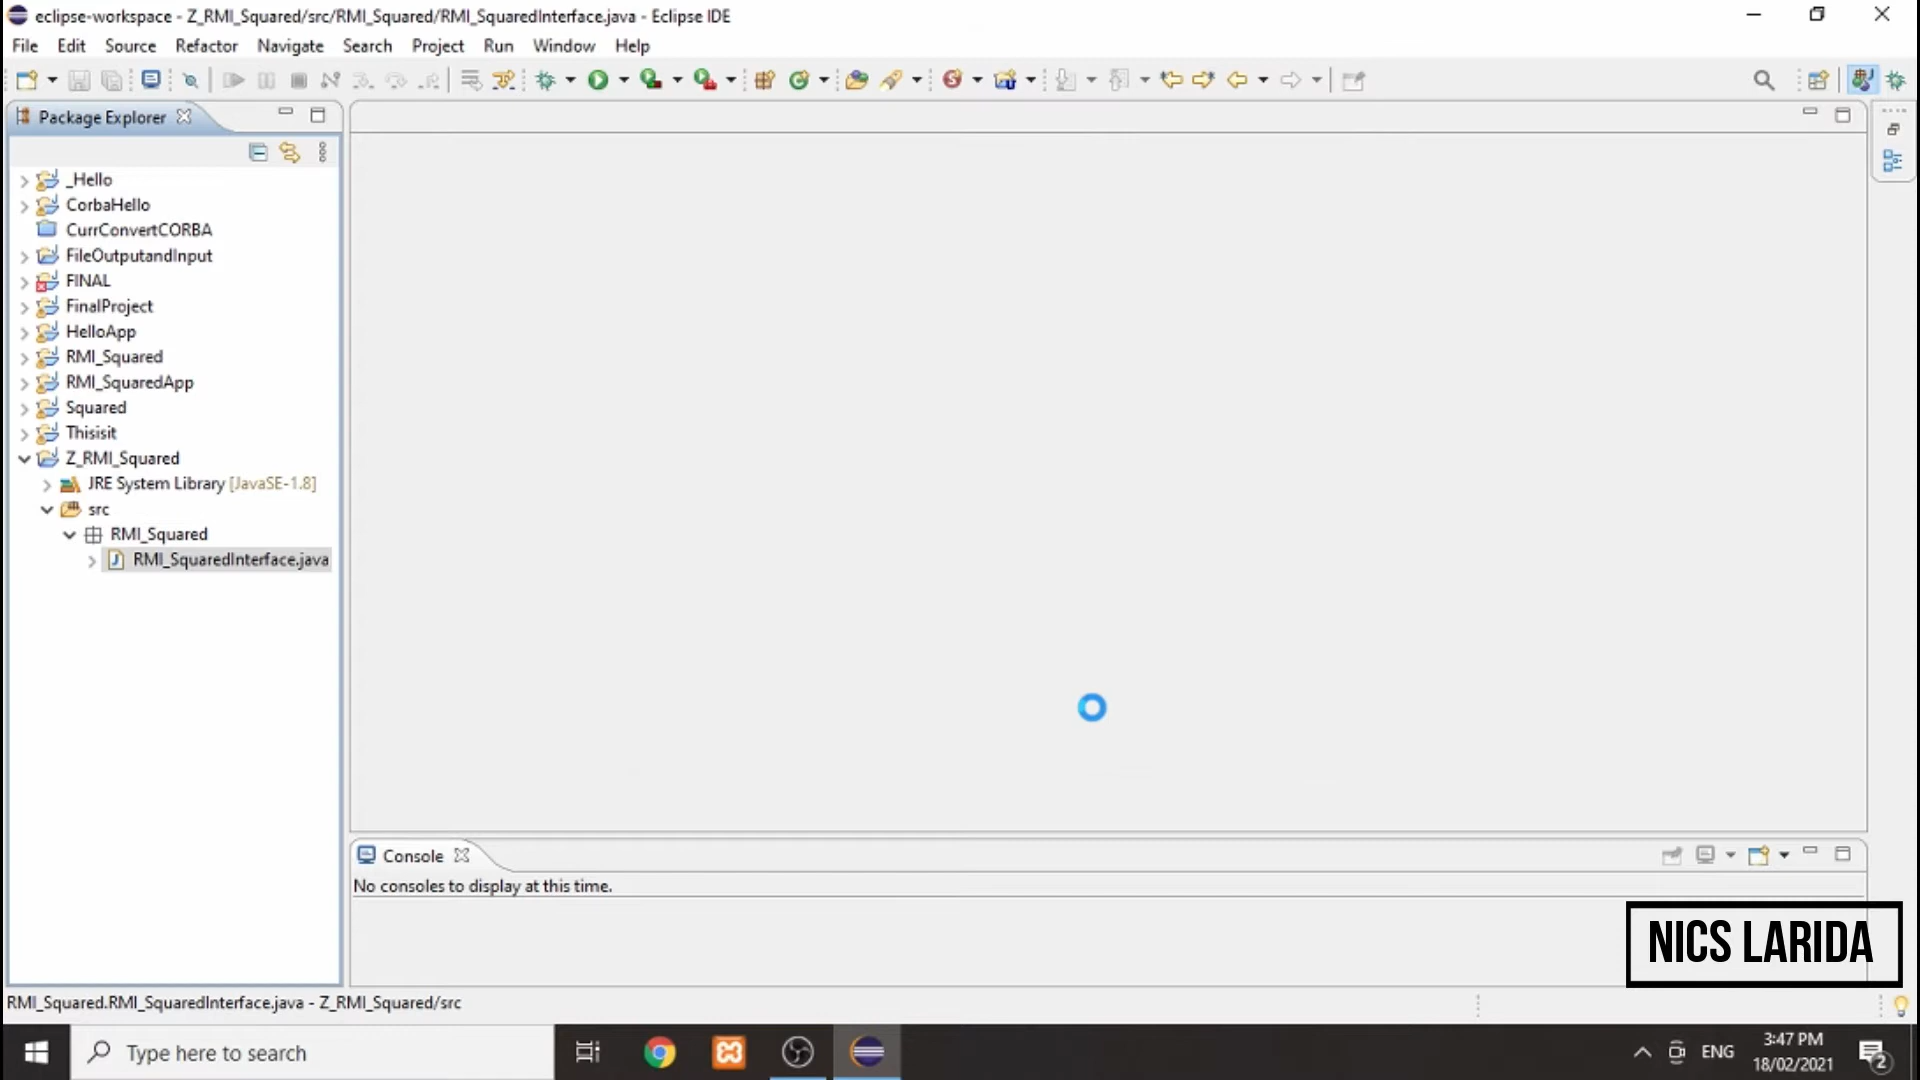 eclipse-workspace - Z_RMI_Squared/src/RMI_Squared/RMI_SquaredInterface.java - Eclipse IDE
File Edit Source Refactor Navigate Search Project Run Window Help
Package Explorer
_Hello
CorbaHello
CurrConvertCORBA
FileOutputandInput
FINAL
FinalProject
HelloApp
RMI_Squared
RMI_SquaredApp
Squared
Thisisit
Z_RMI_Squared
JRE System Library [JavaSE-1.8]
src
RMI_Squared
RMI_SquaredInterface.java
Console
No consoles to display at this time.
NICS LARIDA
RMI_Squared.RMI_SquaredInterface.java - Z_RMI_Squared/src
Type here to search
ENG
3:47 PM
18/02/2021
2